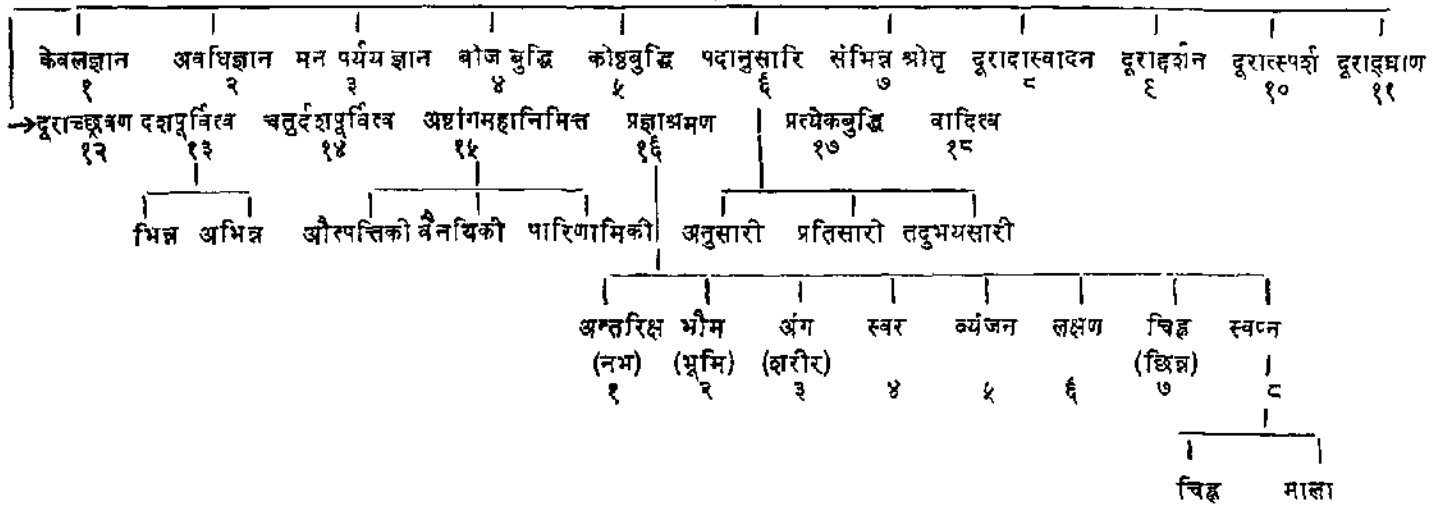 केवलज्ञान अवधिज्ञान मन पर्यय ज्ञान बोज बुद्धि कोष्ठबुद्धि पदानुसारि संभिन्न श्रोतृ दूरादास्वादन दूराद्दर्शन दूरात्स्पर्श दूराद्घ्राण
१ २ ३ ४ ५ ६ ७ ८ ९ १० ११
→दूराच्छ्रवण दशपूर्वित्व चतुर्दशपूर्वित्व अष्टांगमहानिमित्त प्रज्ञाश्रमण प्रत्येकबुद्धि वादित्व
१२ १३ १४ १५ १६ १७ १८
भिन्न अभिन्न औत्पत्तिको वैनयिकी पारिणामिकी अनुसारी प्रतिसारो तदुभयसारी
अन्तरिक्ष भौम अंग स्वर व्यंजन लक्षण चिह्न स्वप्न
(नभ) (भूमि) (शरीर) (छिन्न)
१ २ ३ ४ ५ ६ ७ ८
चिह्न माला